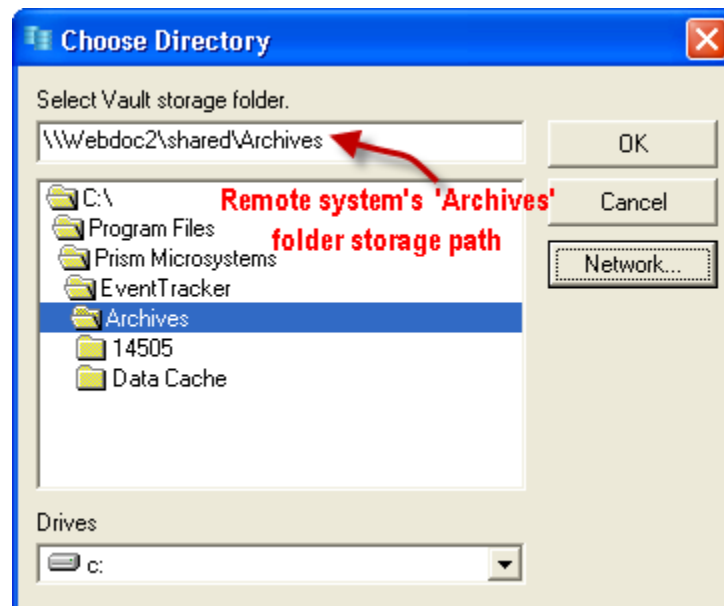 Choose Directory
Select Vault storage folder.
\\Webdoc2\shared\Archives
OK
C:\
Remote system's 'Archives'
Cancel
Program Files
folder storage path
Prism Microsystems
Network...
EventTracker
Archives
14505
Data Cache
Drives
c: